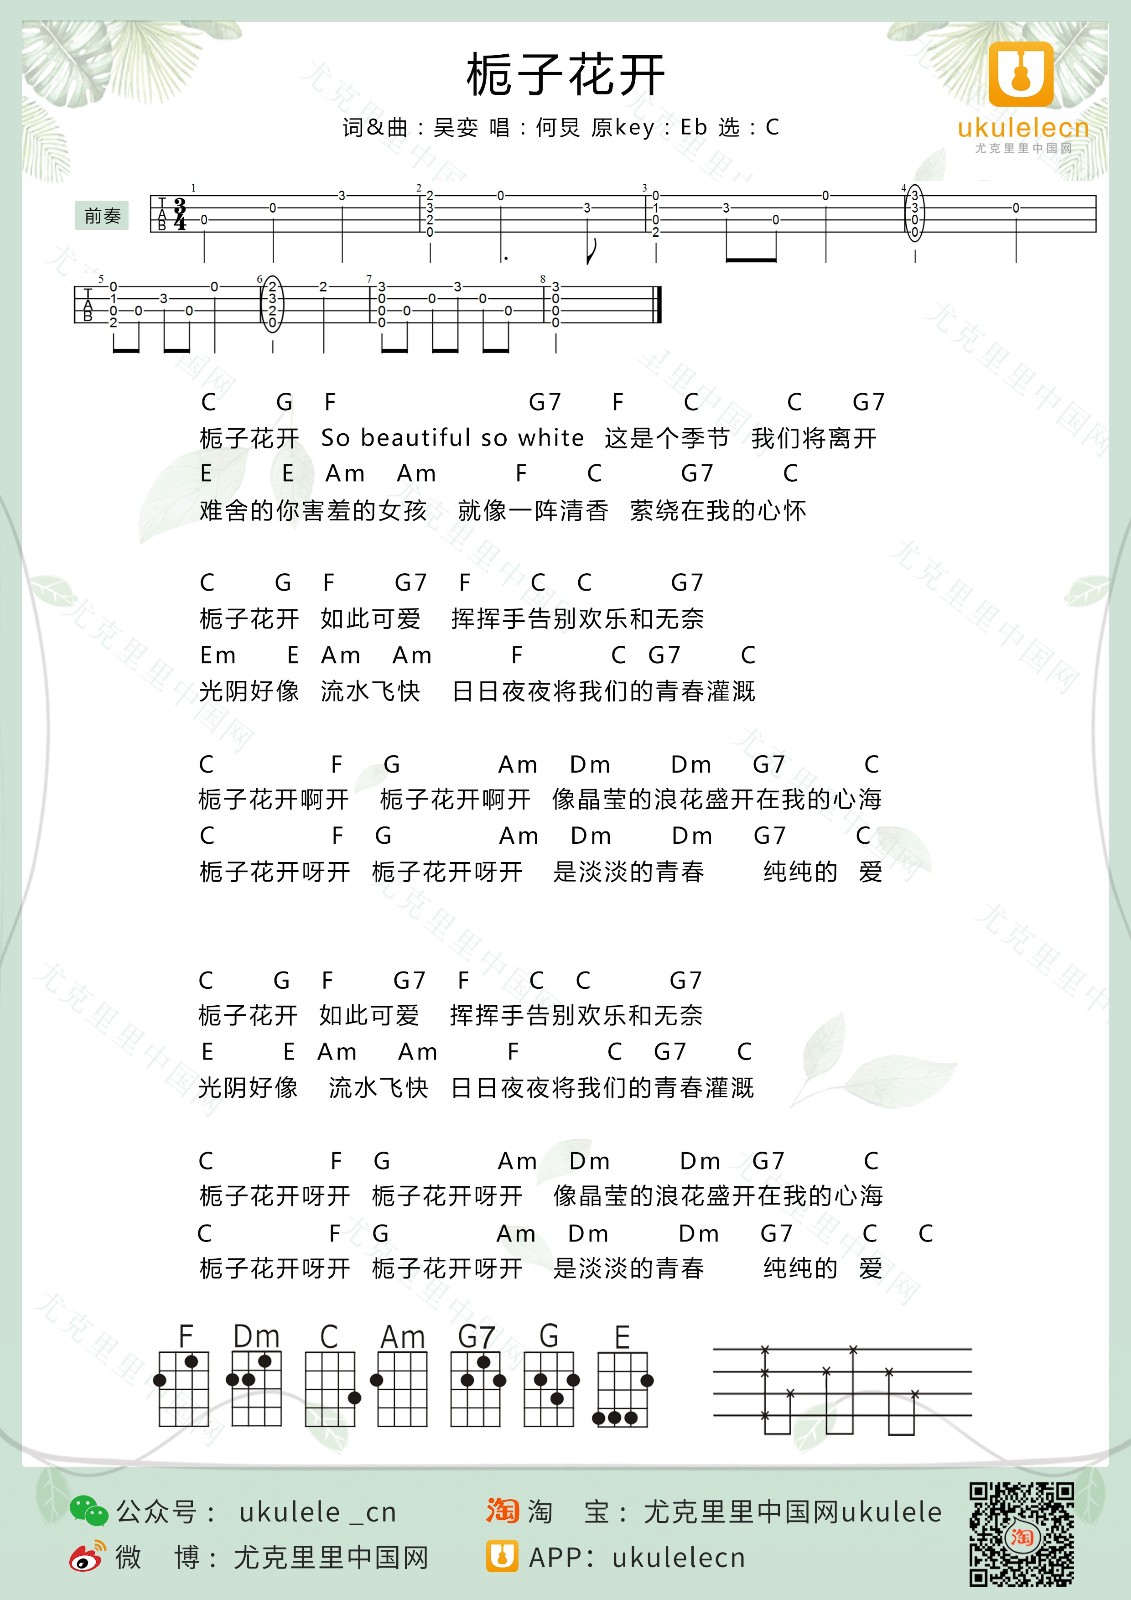 栀子花开
词&曲：吴奕 唱：何炅 原key：Eb 选：C
ukulelecn
尤克里里中国网
前奏
C G F G7 F C C G7
栀子花开 So beautiful so white 这是个季节 我们将离开
E E Am Am F C G7 C
难舍的你害羞的女孩 就像一阵清香 萦绕在我的心怀
C G F G7 F C C G7
栀子花开 如此可爱 挥挥手告别欢乐和无奈
Em E Am Am F C G7 C
光阴好像 流水飞快 日日夜夜将我们的青春灌溉
C F G Am Dm Dm G7 C
栀子花开啊开 栀子花开啊开 像晶莹的浪花盛开在我的心海
C F G Am Dm Dm G7 C
栀子花开呀开 栀子花开呀开 是淡淡的青春 纯纯的 爱
C G F G7 F C C G7
栀子花开 如此可爱 挥挥手告别欢乐和无奈
E E Am Am F C G7 C
光阴好像 流水飞快 日日夜夜将我们的青春灌溉
C F G Am Dm Dm G7 C
栀子花开呀开 栀子花开呀开 像晶莹的浪花盛开在我的心海
C F G Am Dm Dm G7 C C
栀子花开呀开 栀子花开呀开 是淡淡的青春 纯纯的 爱
F Dm C Am G7 G E
公众号： ukulele _cn
淘 淘 宝：尤克里里中国网ukulele
微 博：尤克里里中国网
APP：ukulelecn
淘